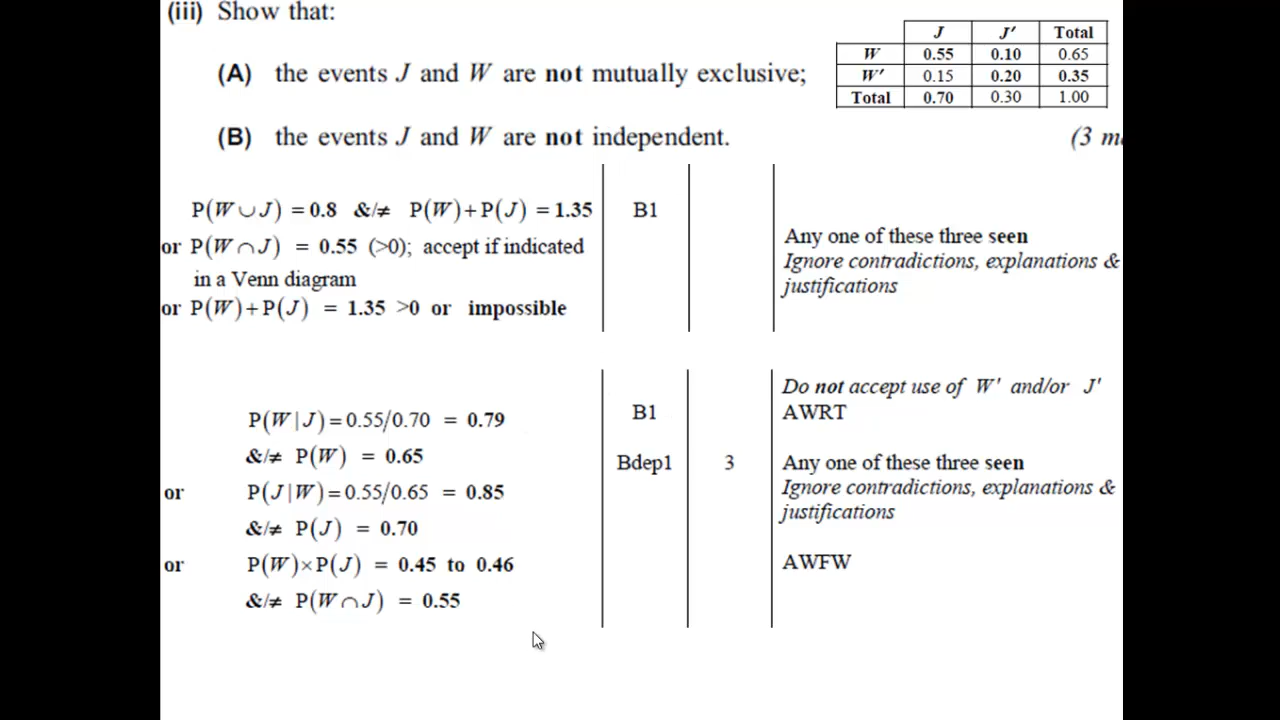 (iii) Show that:
J J′ Total
W 0.55 0.10 0.65
W′ 0.15 0.20 0.35
Total 0.70 0.30 1.00
(A) the events J and W are not mutually exclusive;
(B) the events J and W are not independent.
(3 m
P(W∪J) = 0.8 &/≠ P(W)+P(J) = 1.35 B1
or P(W∩J) = 0.55 (>0); accept if indicated
in a Venn diagram
or P(W)+P(J) = 1.35 >0 or impossible
Any one of these three seen
Ignore contradictions, explanations &
justifications
Do not accept use of W' and/or J'
P(W|J) = 0.55/0.70 = 0.79 B1 AWRT
&/≠ P(W) = 0.65 Bdep1 3 Any one of these three seen
or P(J|W) = 0.55/0.65 = 0.85 Ignore contradictions, explanations &
justifications
&/≠ P(J) = 0.70
or P(W)×P(J) = 0.45 to 0.46 AWFW
&/≠ P(W∩J) = 0.55